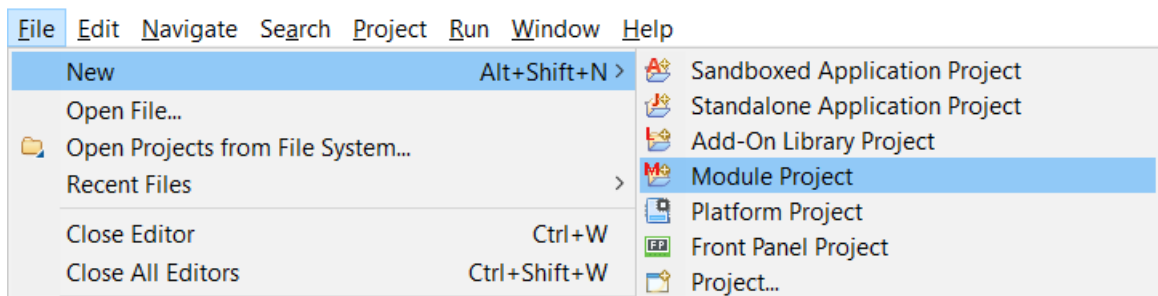 File Edit Navigate Search Project Run Window Help
New Alt+Shift+N >
Open File...
Open Projects from File System...
Recent Files >
Close Editor Ctrl+W
Close All Editors Ctrl+Shift+W
Sandboxed Application Project
Standalone Application Project
Add-On Library Project
Module Project
Platform Project
FP Front Panel Project
Project...